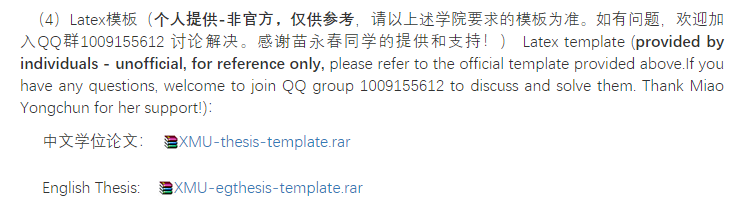 （4）Latex模板（个人提供-非官方，仅供参考，请以上述学院要求的模板为准。如有问题，欢迎加
入QQ群1009155612 讨论解决。感谢苗永春同学的提供和支持！） Latex template (provided by
individuals - unofficial, for reference only, please refer to the official template provided above.If you
have any questions, welcome to join QQ group 1009155612 to discuss and solve them. Thank Miao
Yongchun for her support!)：
中文学位论文： XMU-thesis-template.rar
English Thesis: XMU-egthesis-template.rar